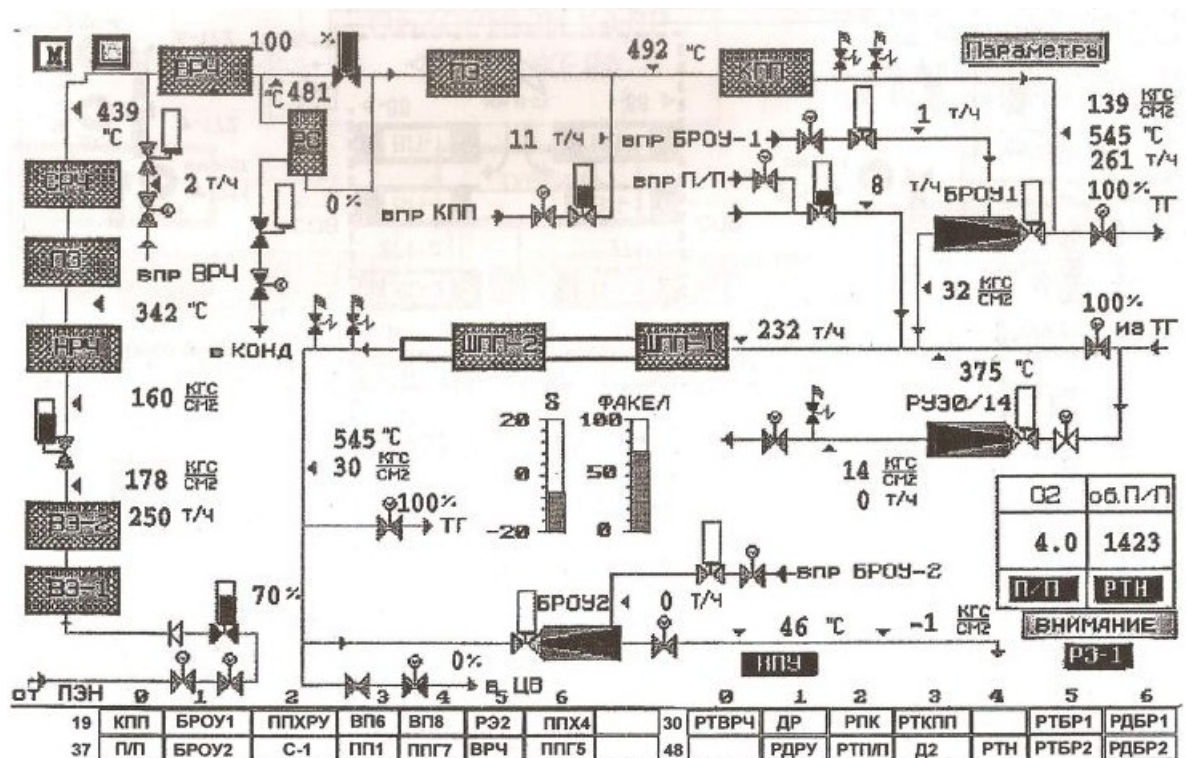 М
ВРЧ
100 %
ПЭ
492 °C
КПП
Параметры
439 °C
481 °C
РС
0%
СРЧ
2 т/ч
впр ВРЧ
11 т/ч
впр БРОУ-1
1 т/ч
впр П/П
8 т/ч
впр КПП
БРОУ1
139 КГС/СМ2
545 °C
261 т/ч
100% ТГ
ПЭ
342 °C
НРЧ
в КОНД
32 КГС/СМ2
100%
из ТГ
ШПП-2
ШПП-1
232 т/ч
375 °C
160 КГС/СМ2
S
ФАКЕЛ
20
0
-20
100
50
0
РУ30/14
545 °C
30 КГС/СМ2
14 КГС/СМ2
0 т/ч
178 КГС/СМ2
250 т/ч
ВЭ-2
100%
ТГ
O2
об.П/П
4.0
1423
П/П
РТН
ВЭ-1
70%
БРОУ2
0 т/ч
впр БРОУ-2
ВНИМАНИЕ
РЭ-1
46 °C
-1 КГС/СМ2
0%
в ЦВ
от ПЭН
0 1 2 3 4 5 6 0 1 2 3 4 5 6
19 КПП БРОУ1 ППХРУ ВП6 ВП8 РЭ2 ППХ4 30 РТВРЧ ДР РПК РТКПП РТБР1 РДБР1
37 П/П БРОУ2 С-1 ПП1 ППГ7 ВРЧ ППГ5 48 РДРУ РТП/П Д2 РТН РТБР2 РДБР2